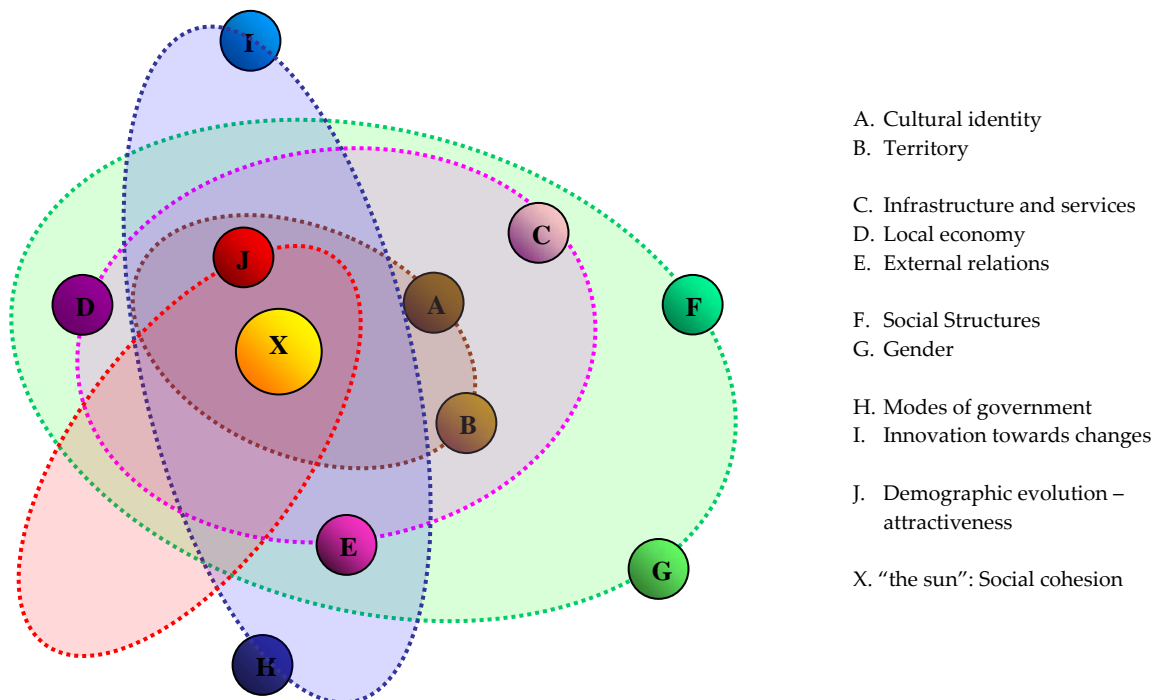 I
C
J
A
D
F
X
B
E
G
H
A. Cultural identity
B. Territory
C. Infrastructure and services
D. Local economy
E. External relations
F. Social Structures
G. Gender
H. Modes of government
I. Innovation towards changes
J. Demographic evolution –
attractiveness
X. “the sun”: Social cohesion